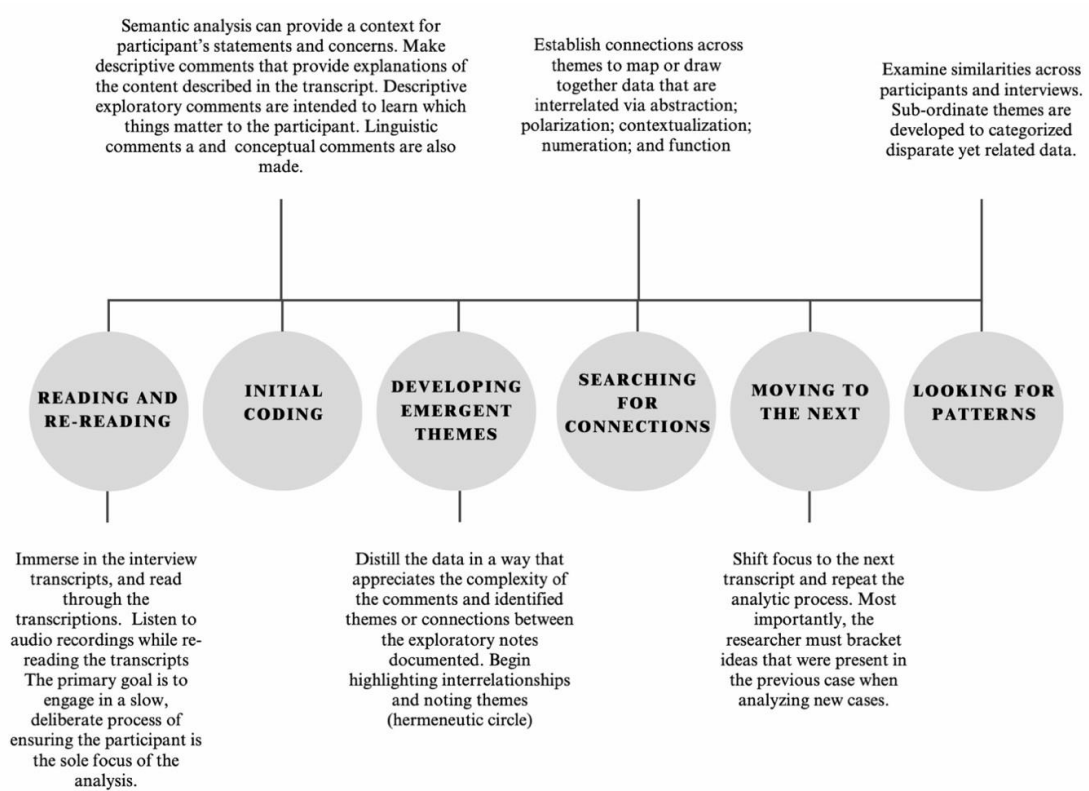 Semantic analysis can provide a context for
participant's statements and concerns. Make
descriptive comments that provide explanations of
the content described in the transcript. Descriptive
exploratory comments are intended to learn which
things matter to the participant. Linguistic
comments a and conceptual comments are also
made.
Establish connections across
themes to map or draw
together data that are
interrelated via abstraction;
polarization; contextualization;
numeration; and function
Examine similarities across
participants and interviews.
Sub-ordinate themes are
developed to categorized
disparate yet related data.
READING AND
RE-READING
INITIAL
CODING
DEVELOPING
EMERGENT
THEMES
SEARCHING
FOR
CONNECTIONS
MOVING TO
THE NEXT
LOOKING FOR
PATTERNS
Immerse in the interview
transcripts, and read
through the
transcriptions. Listen to
audio recordings while re-
reading the transcripts
The primary goal is to
engage in a slow,
deliberate process of
ensuring the participant is
the sole focus of the
analysis.
Distill the data in a way that
appreciates the complexity of
the comments and identified
themes or connections between
the exploratory notes
documented. Begin
highlighting interrelationships
and noting themes
(hermeneutic circle)
Shift focus to the next
transcript and repeat the
analytic process. Most
importantly, the
researcher must bracket
ideas that were present in
the previous case when
analyzing new cases.